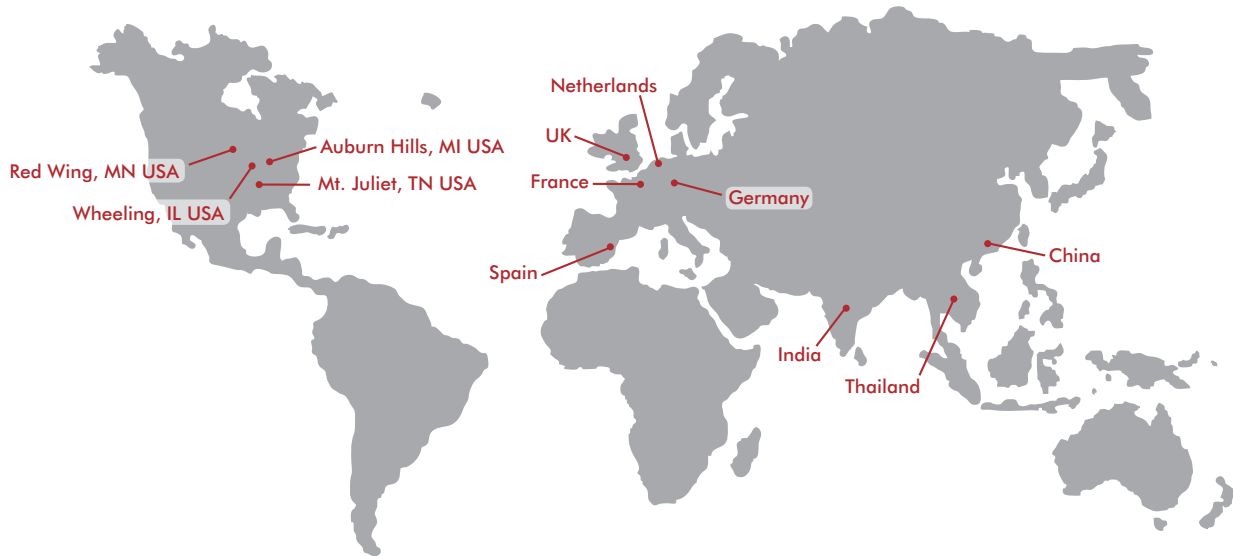 Netherlands
UK
Auburn Hills, MI USA
Red Wing, MN USA
Mt. Juliet, TN USA
France
Germany
Wheeling, IL USA
China
Spain
India
Thailand